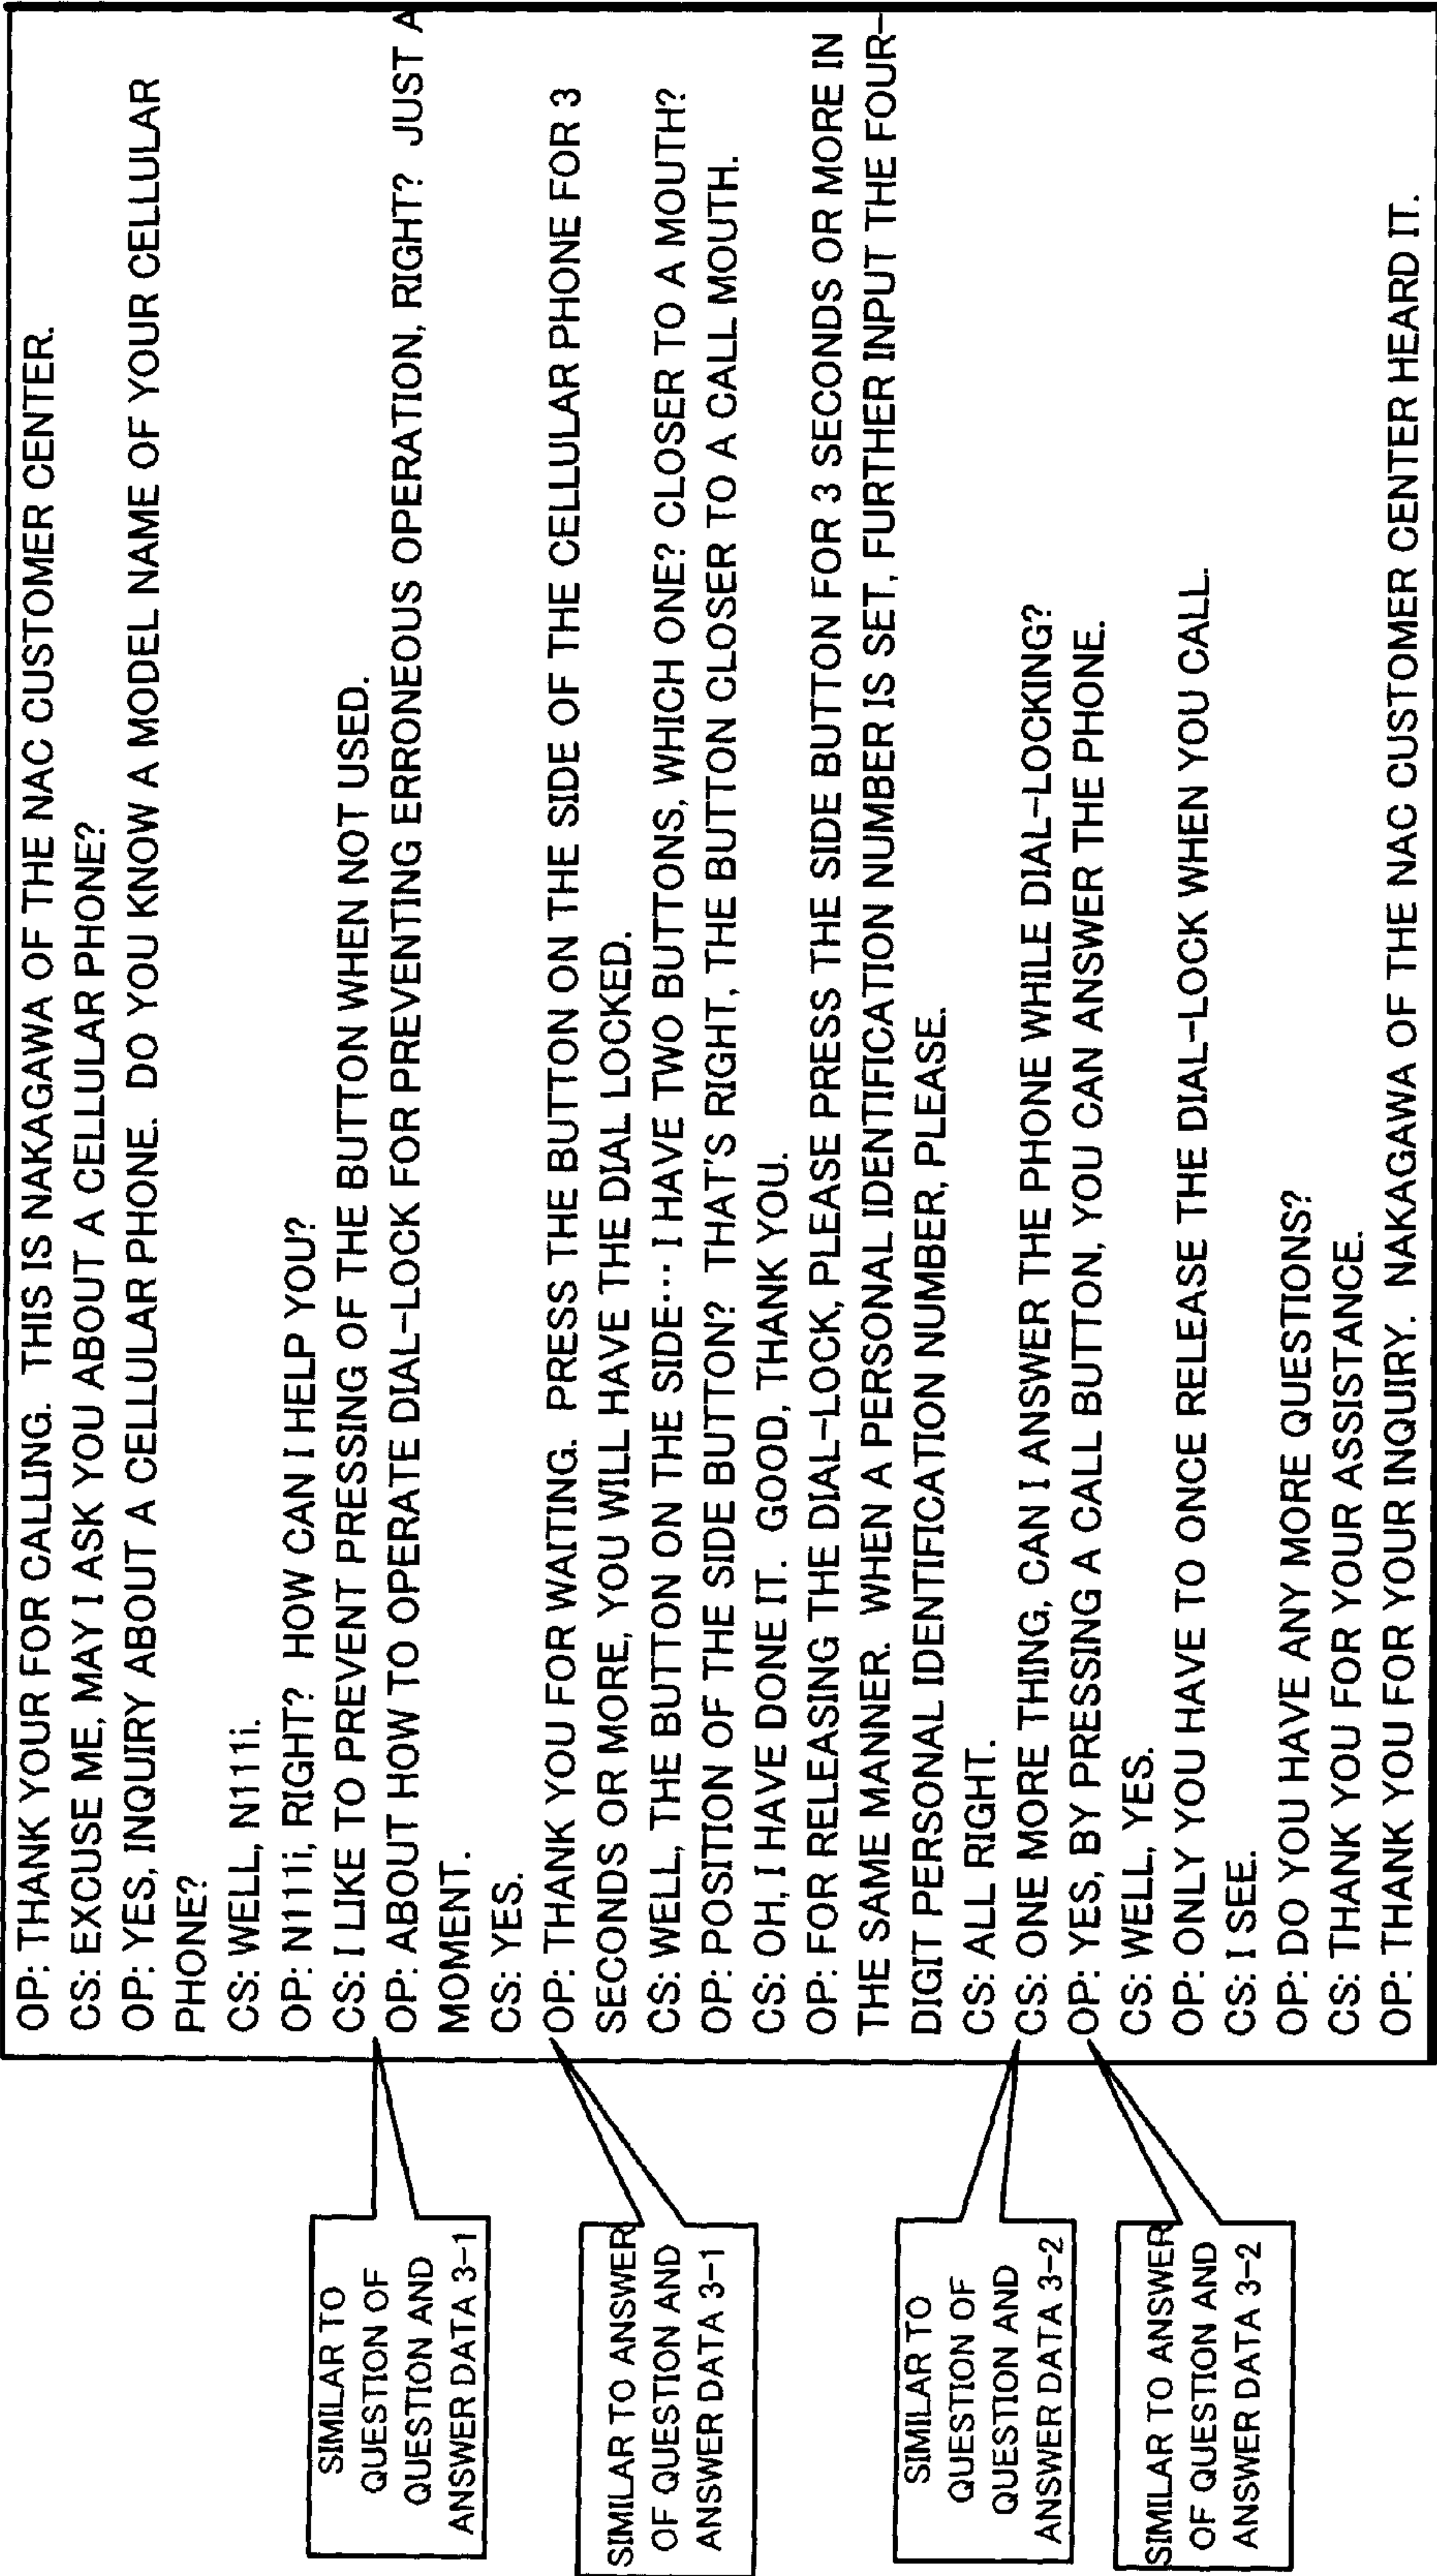 OP: THANK YOUR FOR CALLING. THIS IS NAKAGAWA OF THE NAC CUSTOMER CENTER.
CS: EXCUSE ME, MAY I ASK YOU ABOUT A CELLULAR PHONE?
OP: YES, INQUIRY ABOUT A CELLULAR PHONE. DO YOU KNOW A MODEL NAME OF YOUR CELLULAR
PHONE?
CS: WELL, N111i.
OP: N111i, RIGHT? HOW CAN I HELP YOU?
CS: I LIKE TO PREVENT PRESSING OF THE BUTTON WHEN NOT USED.
OP: ABOUT HOW TO OPERATE DIAL-LOCK FOR PREVENTING ERRONEOUS OPERATION, RIGHT? JUST A
MOMENT.
CS: YES.
OP: THANK YOU FOR WAITING. PRESS THE BUTTON ON THE SIDE OF THE CELLULAR PHONE FOR 3
SECONDS OR MORE, YOU WILL HAVE THE DIAL LOCKED.
CS: WELL, THE BUTTON ON THE SIDE··· I HAVE TWO BUTTONS, WHICH ONE? CLOSER TO A MOUTH?
OP: POSITION OF THE SIDE BUTTON? THAT'S RIGHT, THE BUTTON CLOSER TO A CALL MOUTH.
CS: OH, I HAVE DONE IT. GOOD, THANK YOU.
OP: FOR RELEASING THE DIAL-LOCK, PLEASE PRESS THE SIDE BUTTON FOR 3 SECONDS OR MORE IN
THE SAME MANNER. WHEN A PERSONAL IDENTIFICATION NUMBER IS SET, FURTHER INPUT THE FOUR-
DIGIT PERSONAL IDENTIFICATION NUMBER, PLEASE.
CS: ALL RIGHT.
CS: ONE MORE THING, CAN I ANSWER THE PHONE WHILE DIAL-LOCKING?
OP: YES, BY PRESSING A CALL BUTTON, YOU CAN ANSWER THE PHONE.
CS: WELL, YES.
OP: ONLY YOU HAVE TO ONCE RELEASE THE DIAL-LOCK WHEN YOU CALL.
CS: I SEE.
OP: DO YOU HAVE ANY MORE QUESTIONS?
CS: THANK YOU FOR YOUR ASSISTANCE.
OP: THANK YOU FOR YOUR INQUIRY. NAKAGAWA OF THE NAC CUSTOMER CENTER HEARD IT.
SIMILAR TO
QUESTION OF
QUESTION AND
ANSWER DATA 3-1
SIMILAR TO ANSWER
OF QUESTION AND
ANSWER DATA 3-1
SIMILAR TO
QUESTION OF
QUESTION AND
ANSWER DATA 3-2
SIMILAR TO ANSWER
OF QUESTION AND
ANSWER DATA 3-2